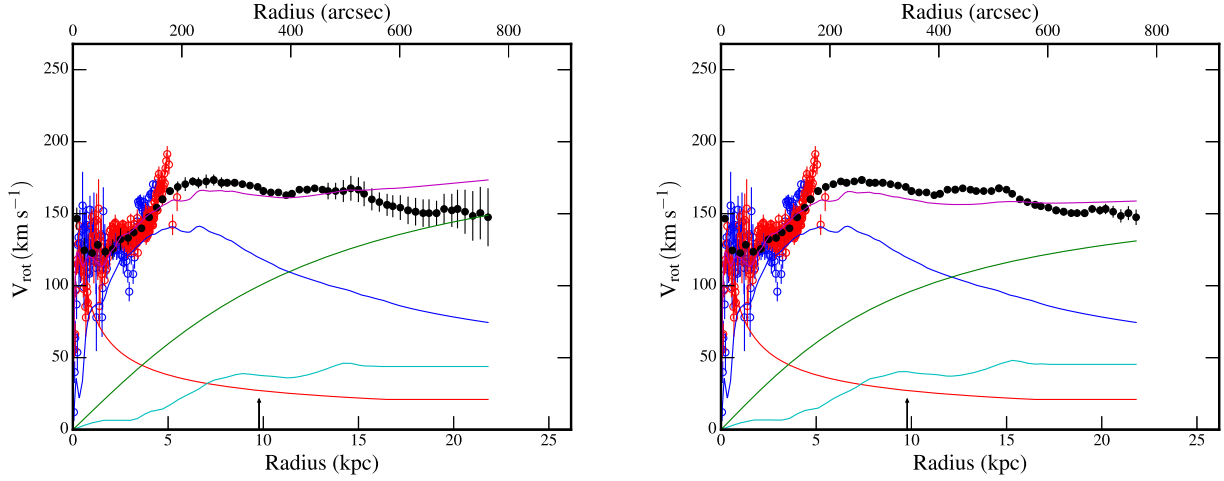 Radius (arcsec) Radius (arcsec)
0 200 400 600 800 0 200 400 600 800
250 250
200 200
150 150
100 100
50 50
0 0
V_rot (km s⁻¹) V_rot (km s⁻¹)
0 5 10 15 20 25 0 5 10 15 20 25
Radius (kpc) Radius (kpc)